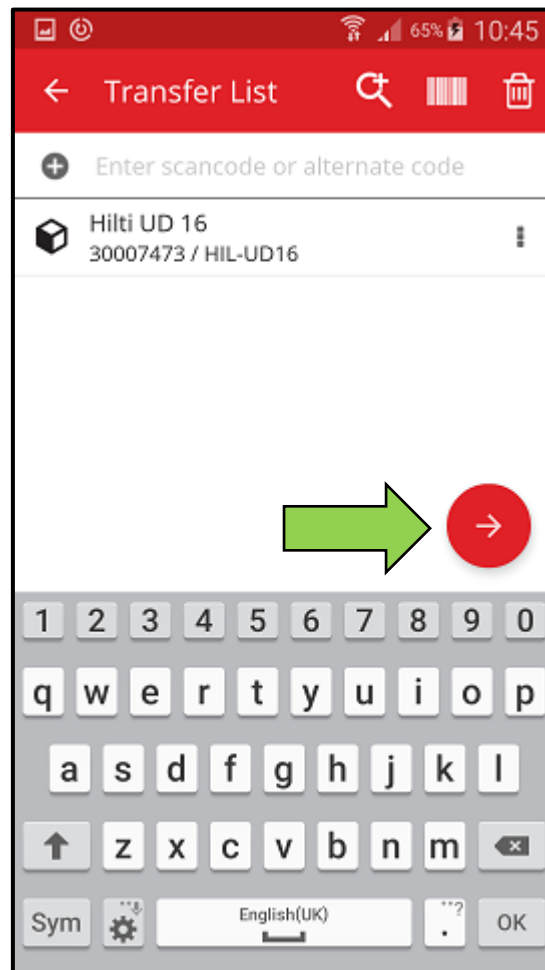 65% 10:45
Transfer List
Enter scancode or alternate code
Hilti UD 16
30007473 / HIL-UD16
1 2 3 4 5 6 7 8 9 0
q w e r t y u i o p
a s d f g h j k l
z x c v b n m
Sym English(UK) . ? OK